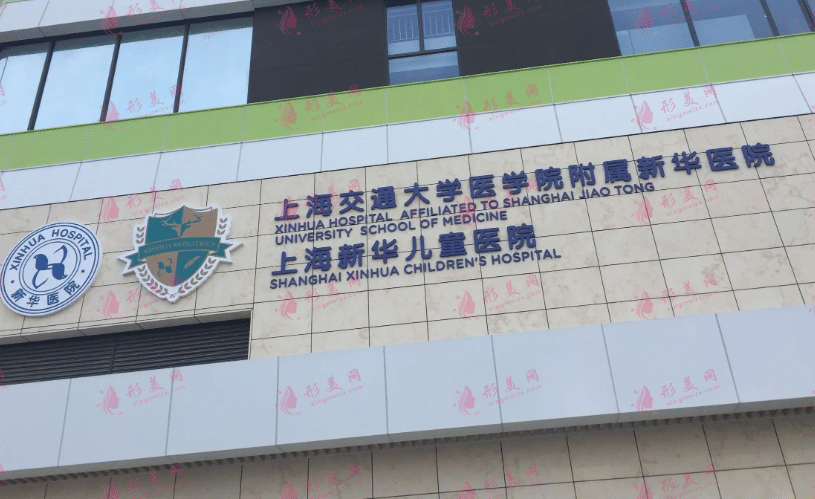 上海交通大学医学院附属新华医院
XINHUA HOSPITAL AFFILIATED TO SHANGHAI JIAO TONG
UNIVERSITY SCHOOL OF MEDICINE
上海新华儿童医院
SHANGHAI XINHUA CHILDREN'S HOSPITAL
XINHUA HOSPITAL
新华医院
XINHUA PEDIATRICS
形美网